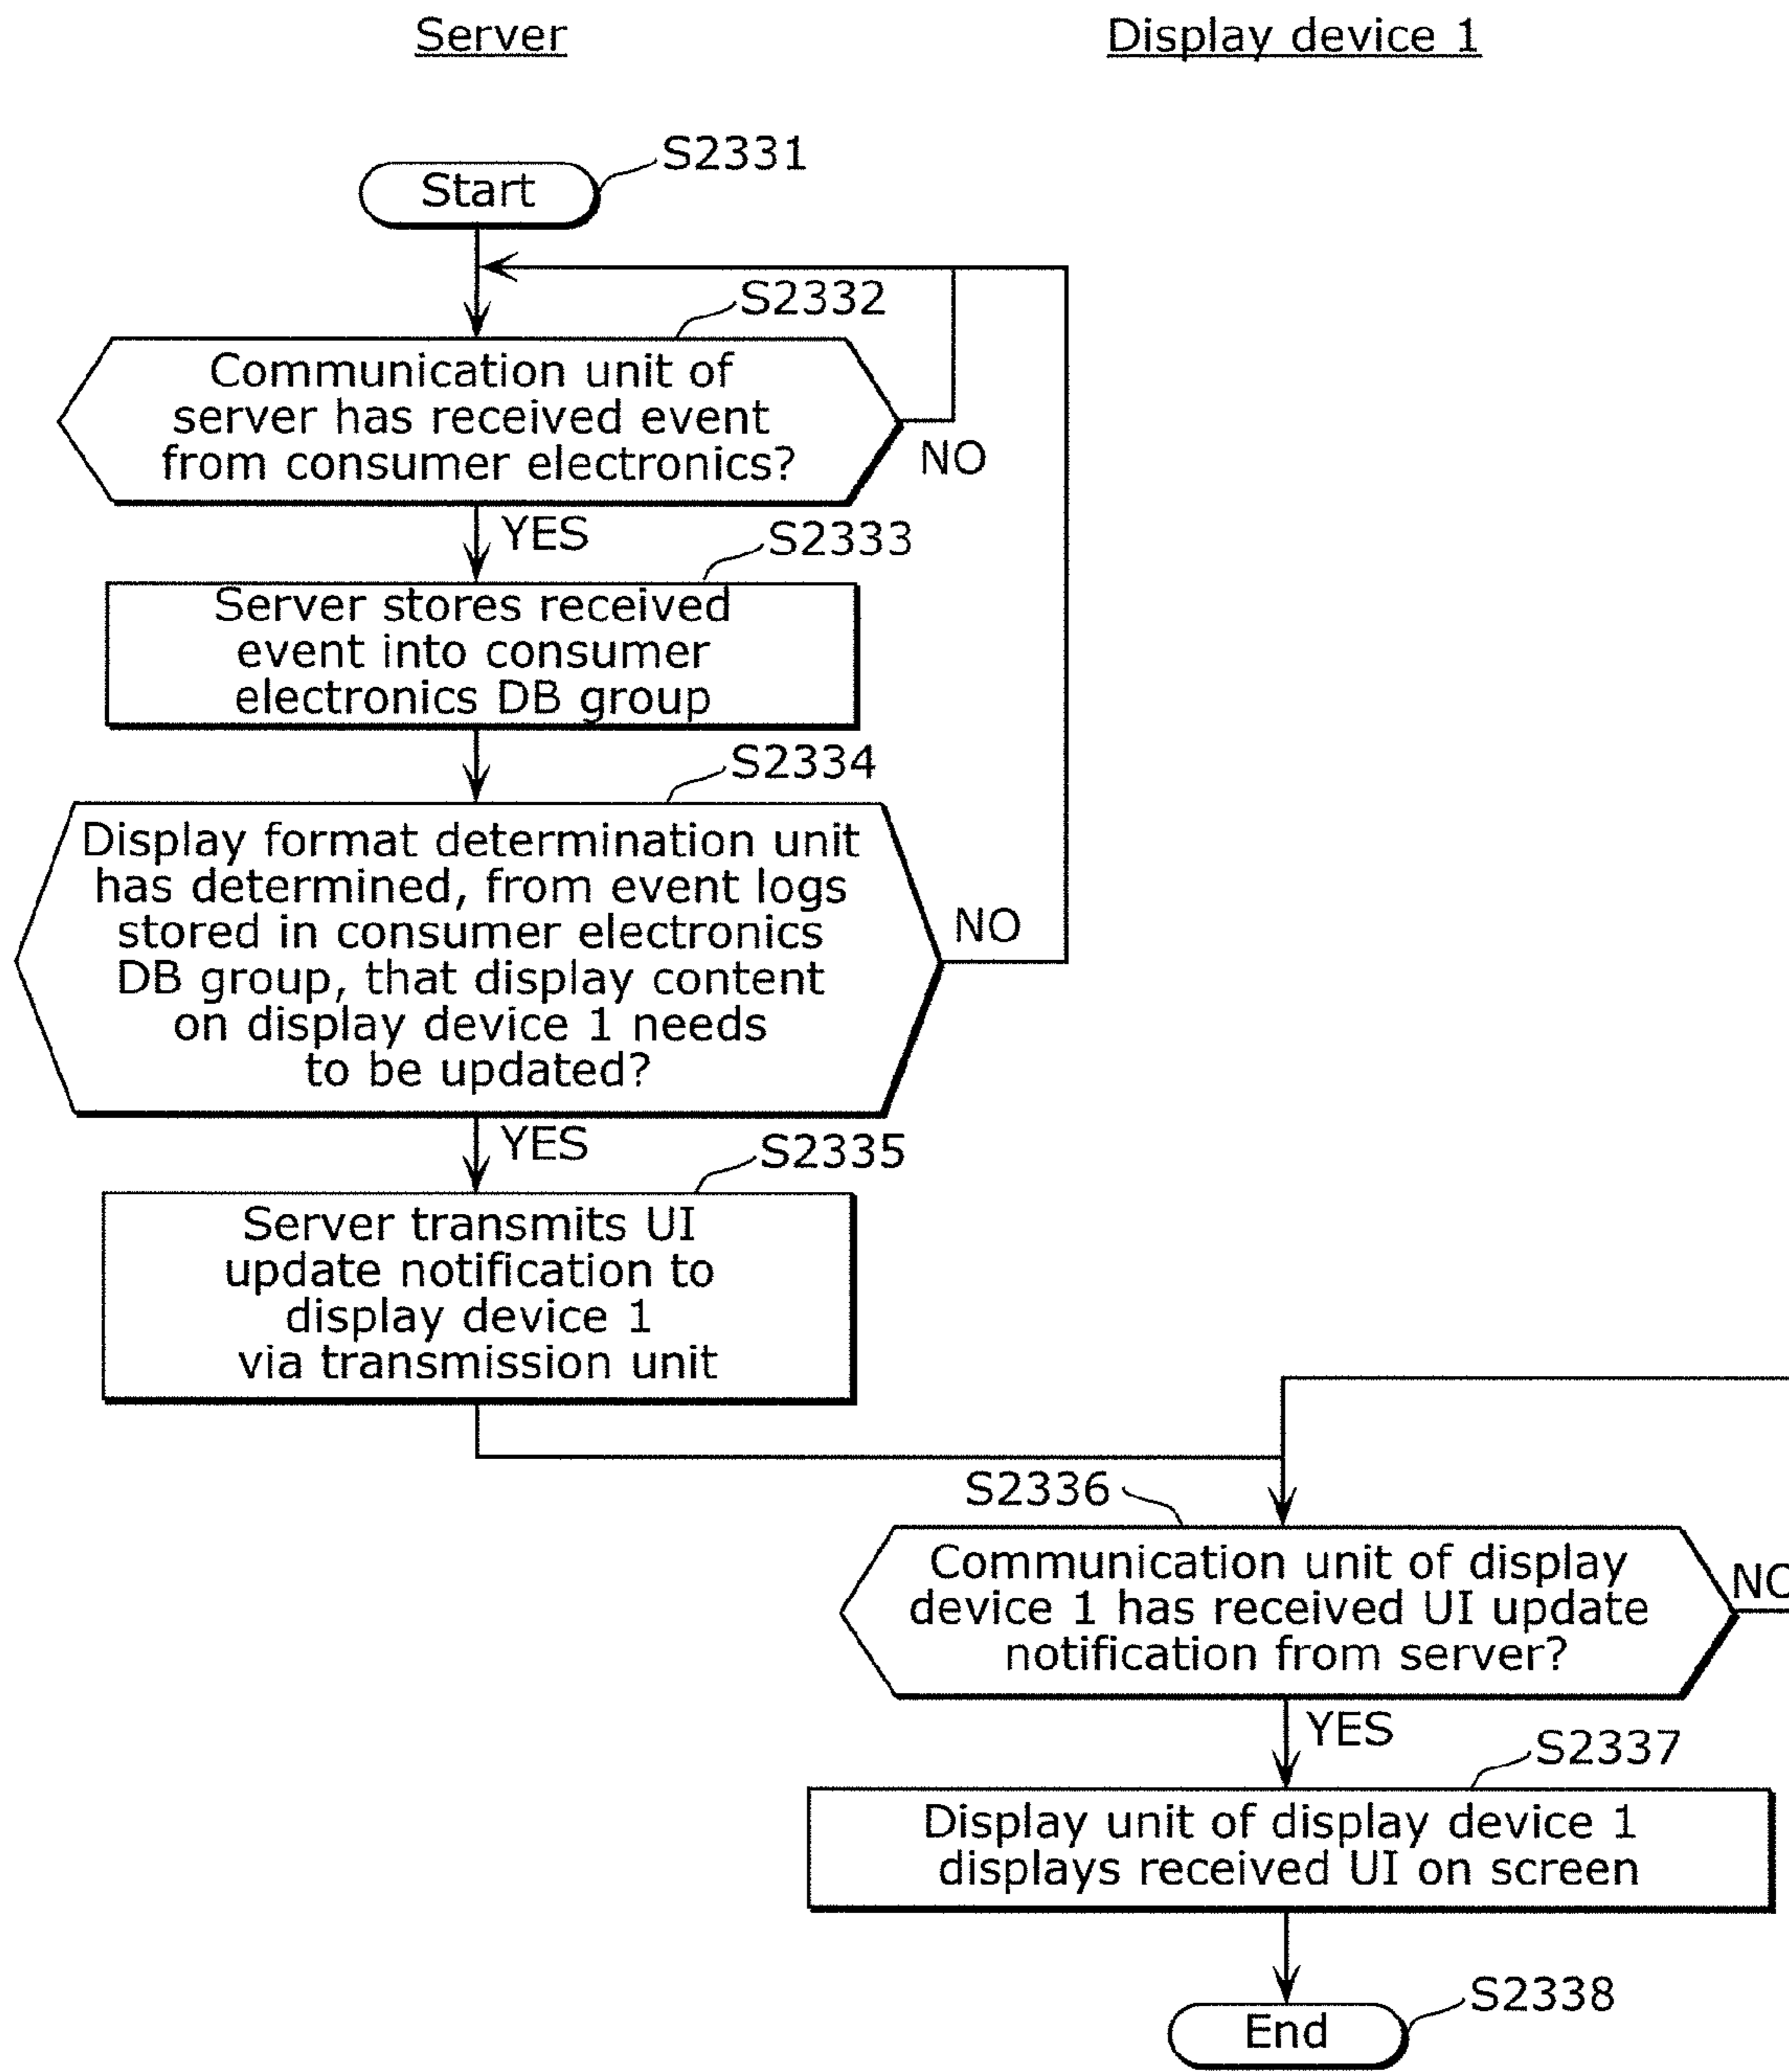 Server
Display device 1
S2331
Start
S2332
Communication unit of
server has received event
from consumer electronics?
NO
YES
S2333
Server stores received
event into consumer
electronics DB group
S2334
Display format determination unit
has determined, from event logs
stored in consumer electronics
DB group, that display content
on display device 1 needs
to be updated?
NO
YES
S2335
Server transmits UI
update notification to
display device 1
via transmission unit
S2336
Communication unit of display
device 1 has received UI update
notification from server?
NO
YES
S2337
Display unit of display device 1
displays received UI on screen
S2338
End